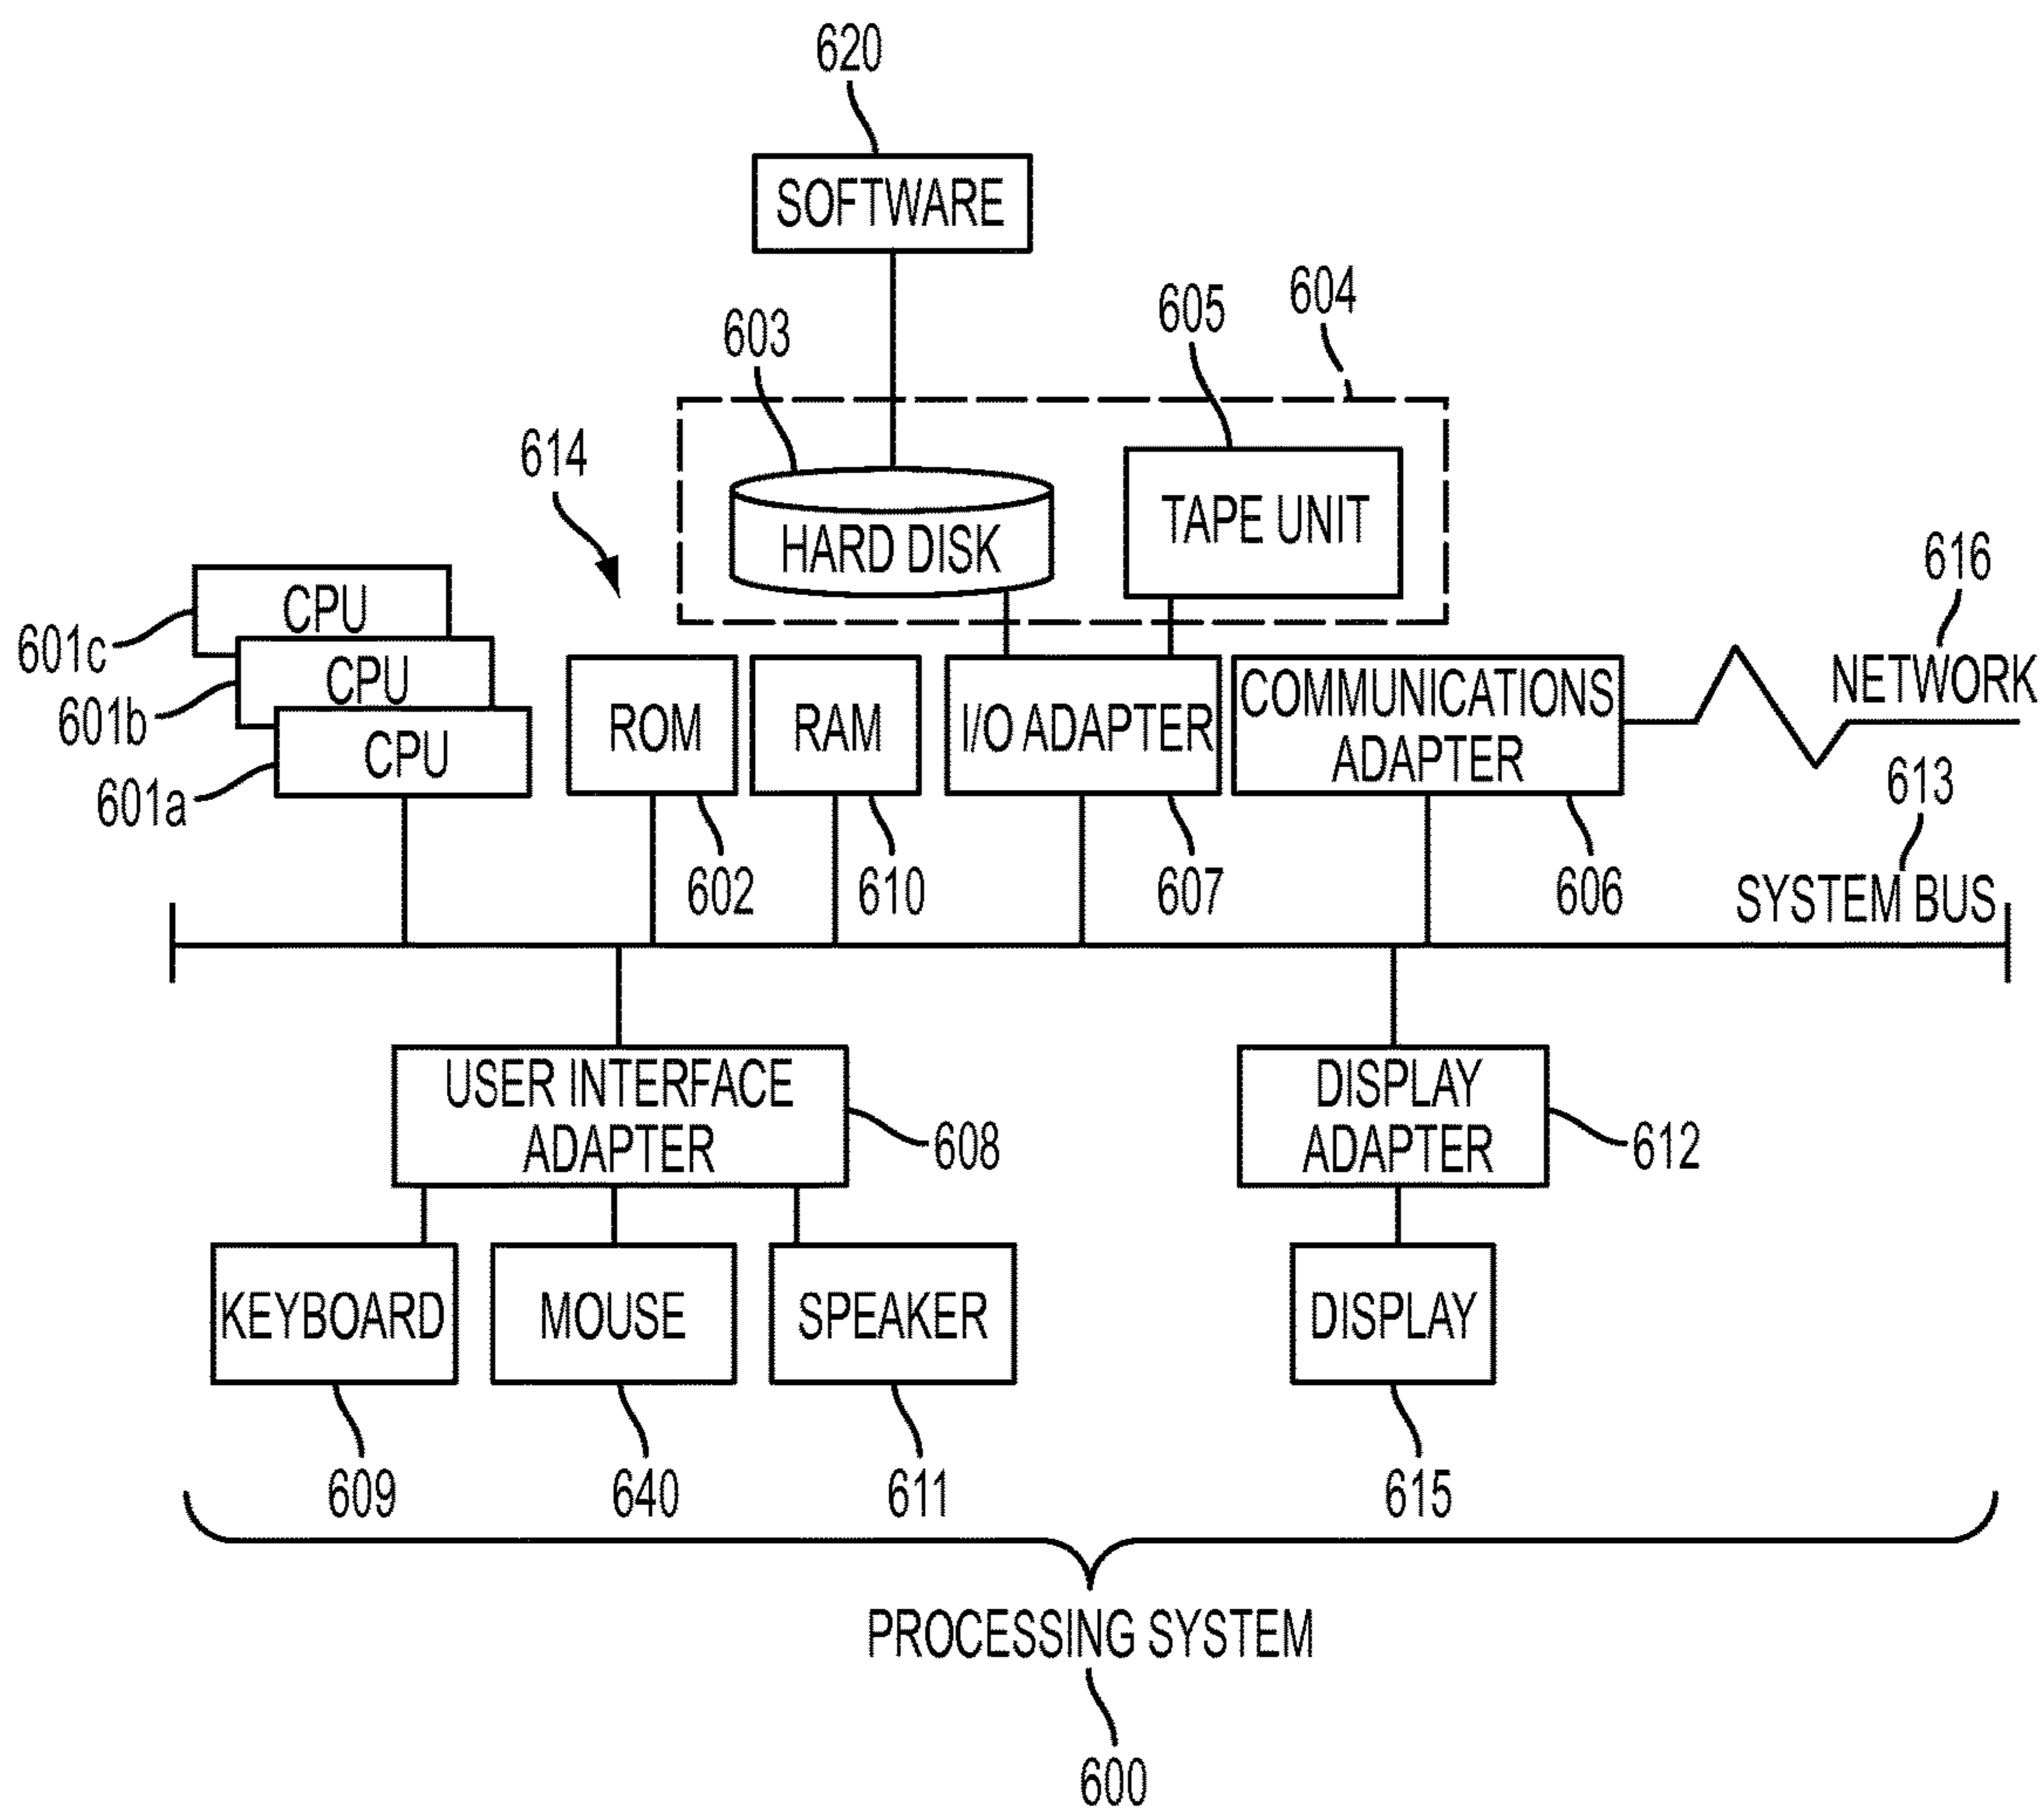 620
SOFTWARE
604
605
603
614
HARD DISK
TAPE UNIT
616
NETWORK
601c
CPU
601b
CPU
601a
CPU
ROM
RAM
I/O ADAPTER
COMMUNICATIONS
ADAPTER
602
610
607
606
613
SYSTEM BUS
USER INTERFACE
ADAPTER
608
DISPLAY
ADAPTER
612
KEYBOARD
MOUSE
SPEAKER
DISPLAY
609
640
611
615
PROCESSING SYSTEM
600